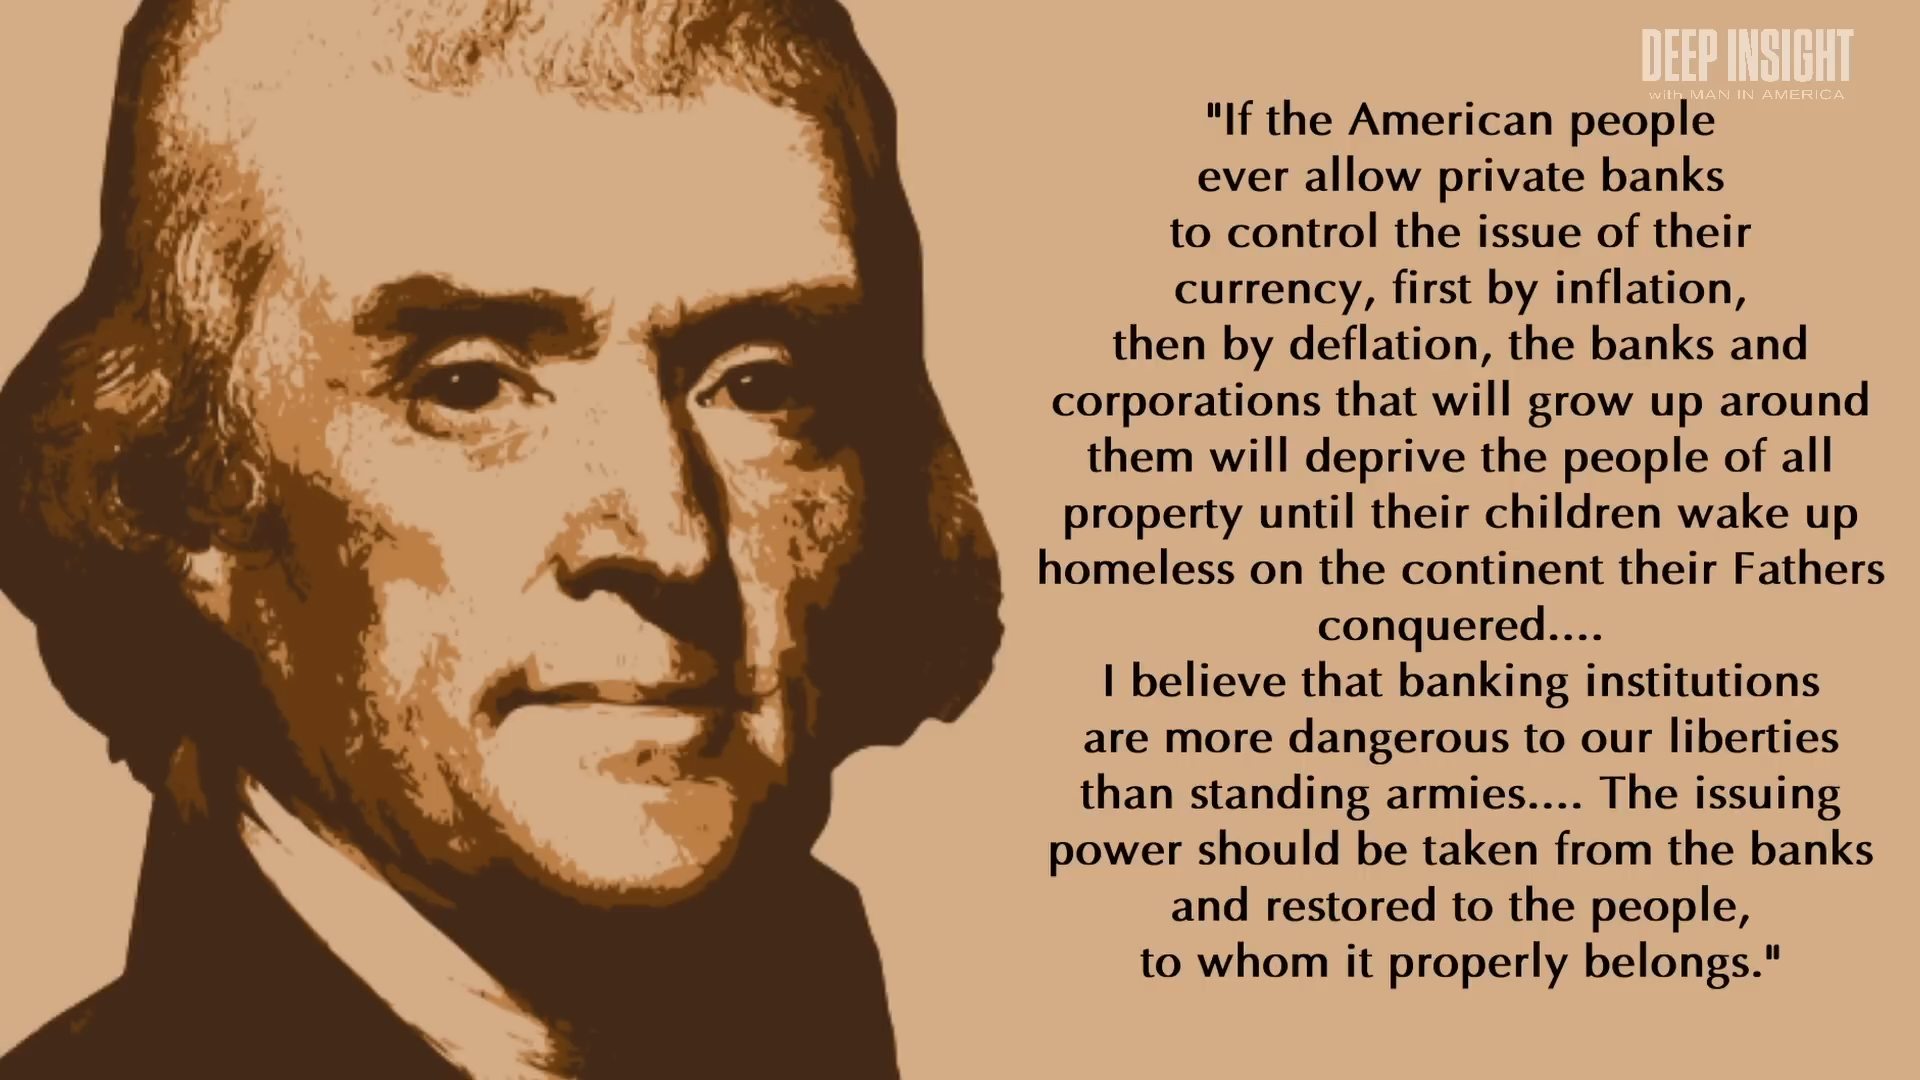 DEEP INSIGHT
with MAN IN AMERICA
"If the American people
ever allow private banks
to control the issue of their
currency, first by inflation,
then by deflation, the banks and
corporations that will grow up around
them will deprive the people of all
property until their children wake up
homeless on the continent their Fathers
conquered....
I believe that banking institutions
are more dangerous to our liberties
than standing armies.... The issuing
power should be taken from the banks
and restored to the people,
to whom it properly belongs."